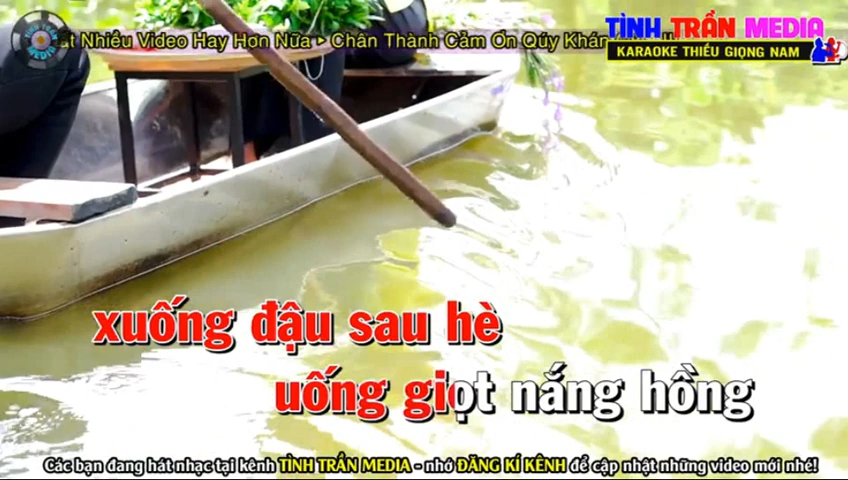 Nhiều Video Hay Hơn Nữa ▸ Chân Thành Cảm Ơn Qúy
TÌNH TRẦN MEDIA
KARAOKE THIẾU GIỌNG NAM
xuống đậu sau hè
uống giọt nắng hồng
Các bạn đang hát nhạc tại kênh TÌNH TRẦN MEDIA - nhớ ĐĂNG KÍ KÊNH để cập nhật những video mới nhé!